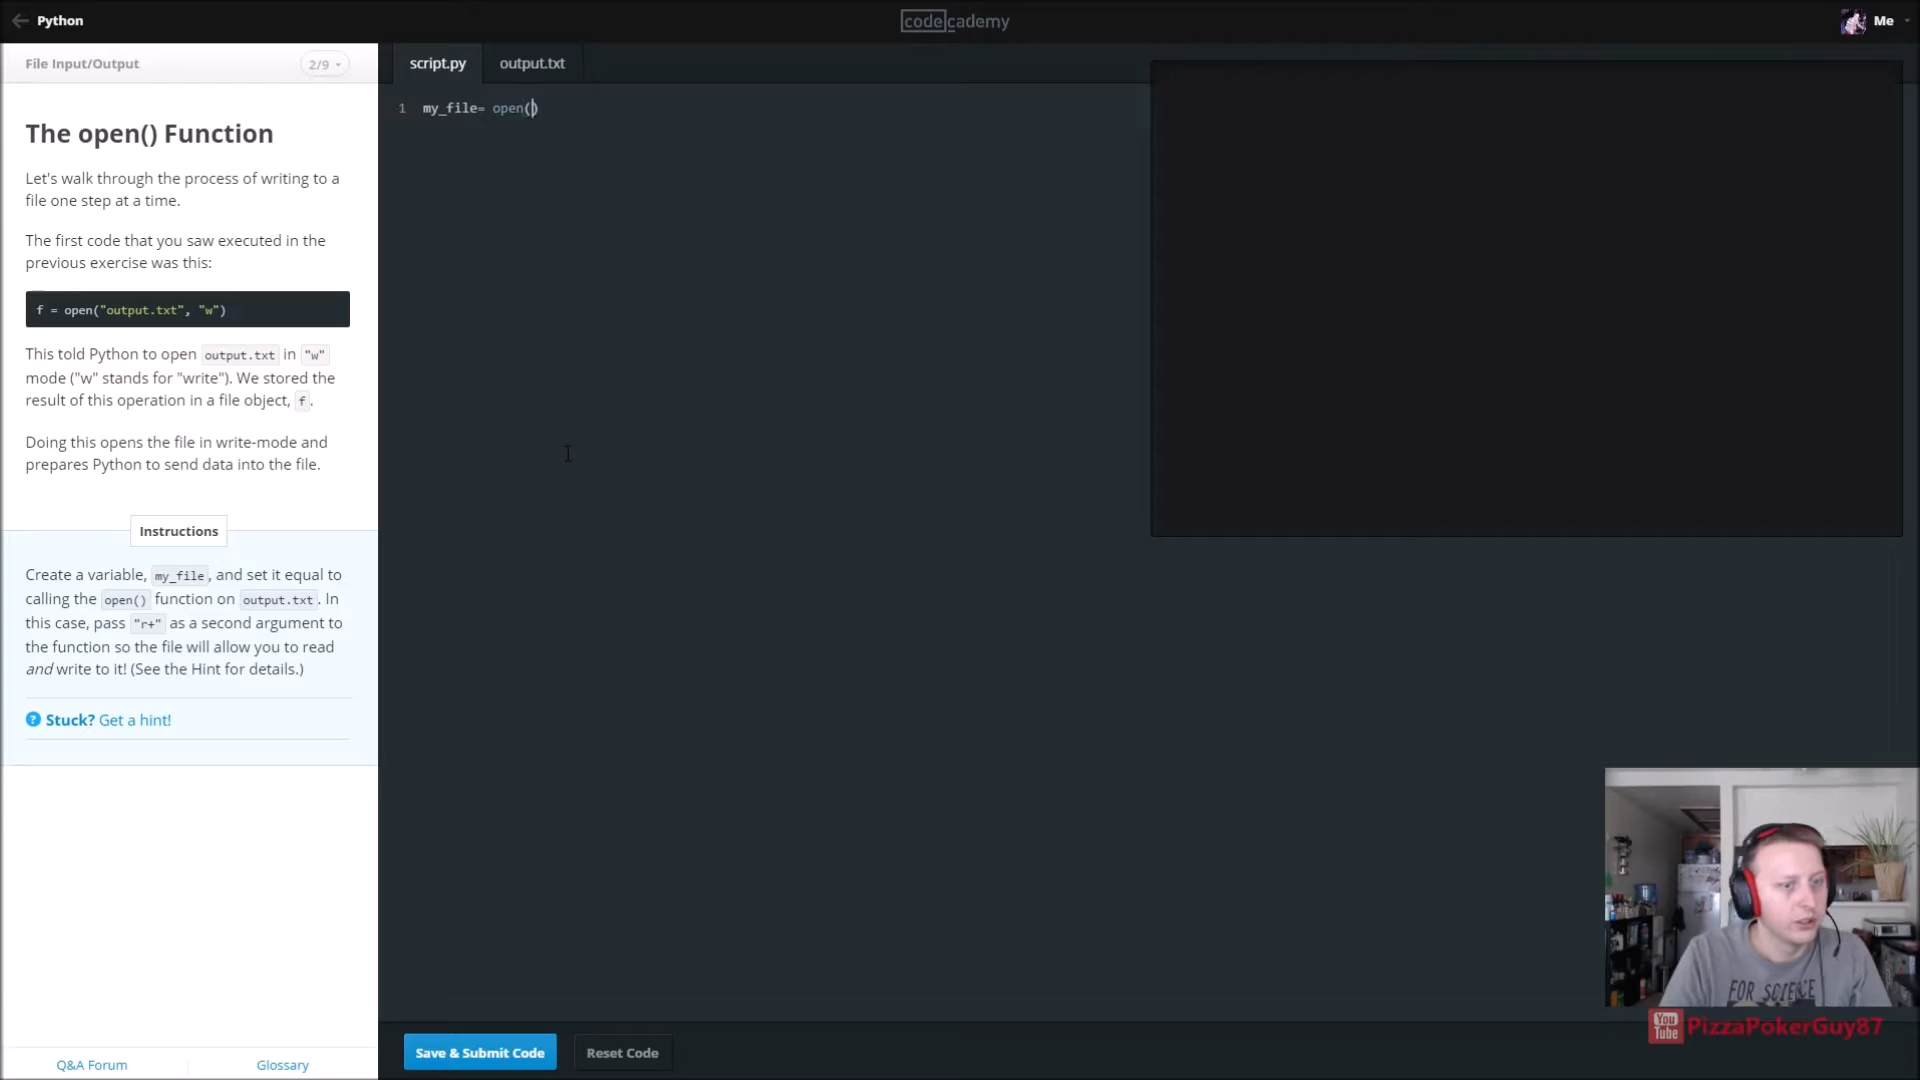 Python
codecademy
Me
File Input/Output
2/9
script.py
output.txt
1
my_file= open()
The open() Function
Let's walk through the process of writing to a
file one step at a time.
The first code that you saw executed in the
previous exercise was this:
f = open("output.txt", "w")
This told Python to open output.txt in "w"
mode ("w" stands for "write"). We stored the
result of this operation in a file object, f.
Doing this opens the file in write-mode and
prepares Python to send data into the file.
Instructions
Create a variable, my_file, and set it equal to
calling the open() function on output.txt. In
this case, pass "r+" as a second argument to
the function so the file will allow you to read
and write to it! (See the Hint for details.)
? Stuck? Get a hint!
Q&A Forum
Glossary
Save & Submit Code
Reset Code
FOR SCIENCE
You Tube PizzaPokerGuy87